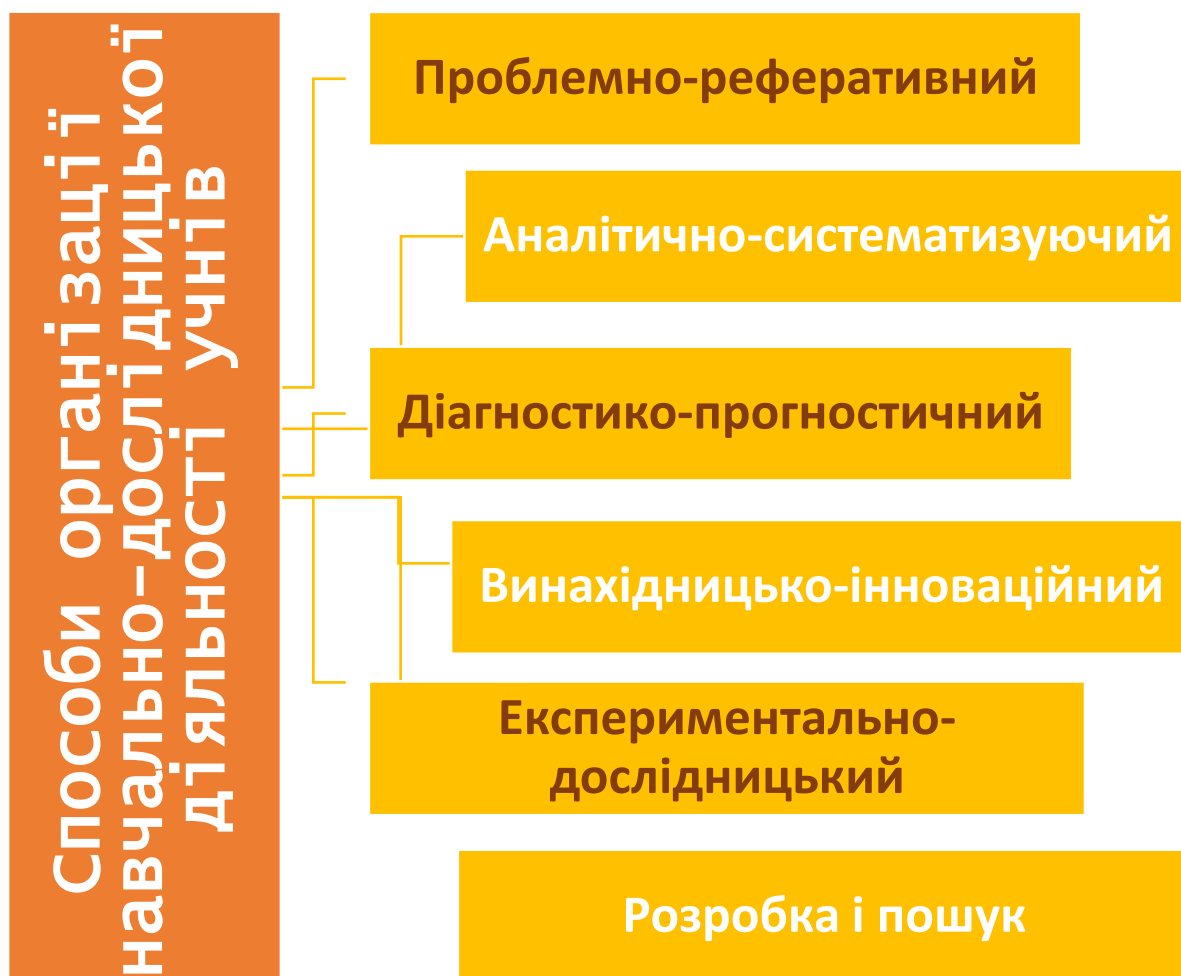 Способи організації
навчально-дослідницької
діяльності учнів
Проблемно-реферативний
Аналітично-систематизуючий
Діагностико-прогностичний
Винахідницько-інноваційний
Експериментально-
дослідницький
Розробка і пошук